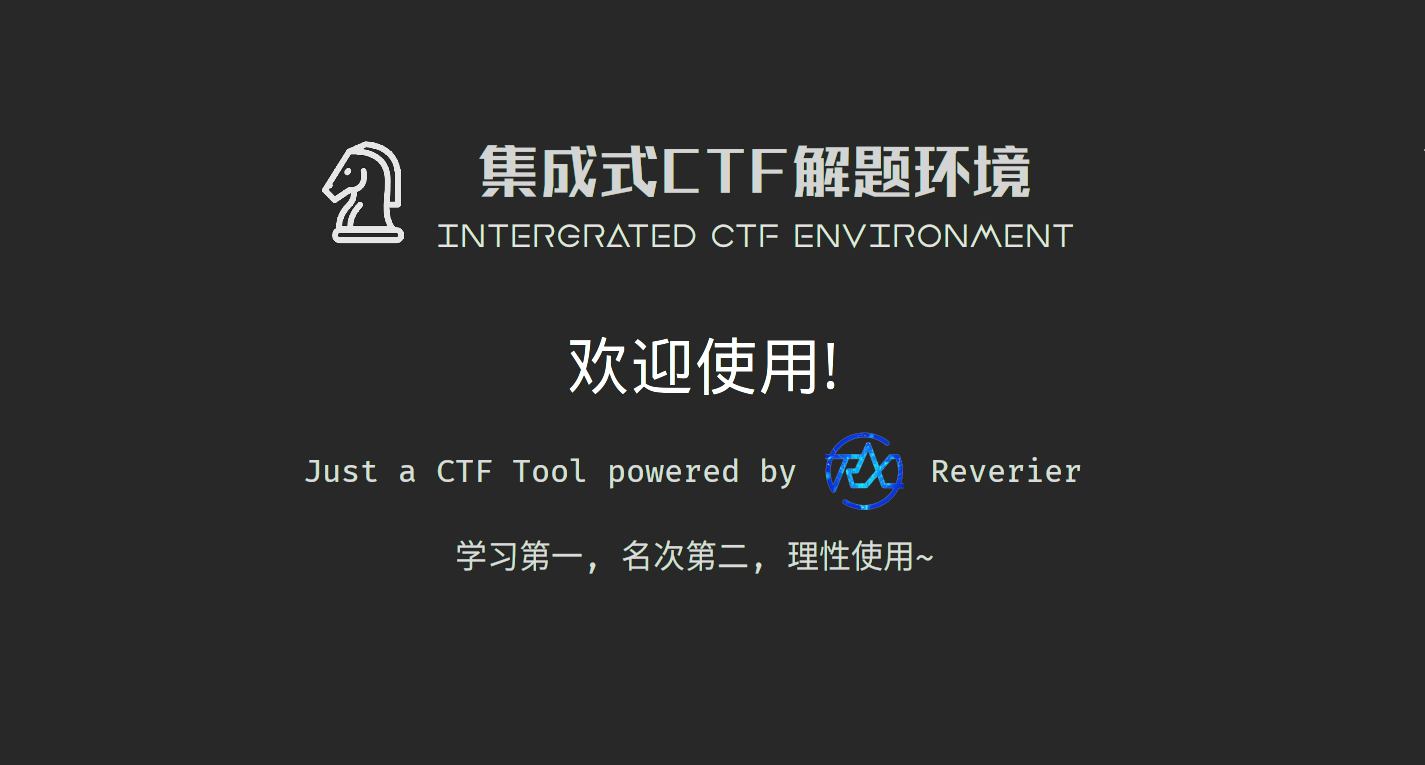 集成式CTF解题环境
INTERGRATED CTF ENVIRONMENT
欢迎使用!
Just a CTF Tool powered by RX Reverier
学习第一, 名次第二, 理性使用~